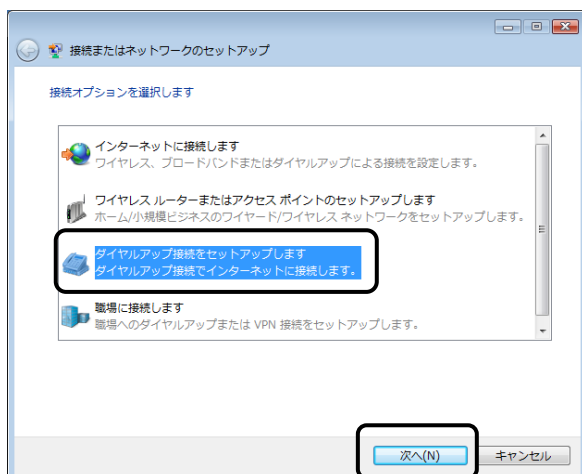 接続またはネットワークのセットアップ
接続オプションを選択します
インターネットに接続します
ワイヤレス、ブロードバンドまたはダイヤルアップによる接続を設定します。
ワイヤレス ルーターまたはアクセス ポイントのセットアップします
ホーム/小規模ビジネスのワイヤード/ワイヤレス ネットワークをセットアップします。
ダイヤルアップ接続をセットアップします
ダイヤルアップ接続でインターネットに接続します。
職場に接続します
職場へのダイヤルアップまたは VPN 接続をセットアップします。
次へ(N)
キャンセル